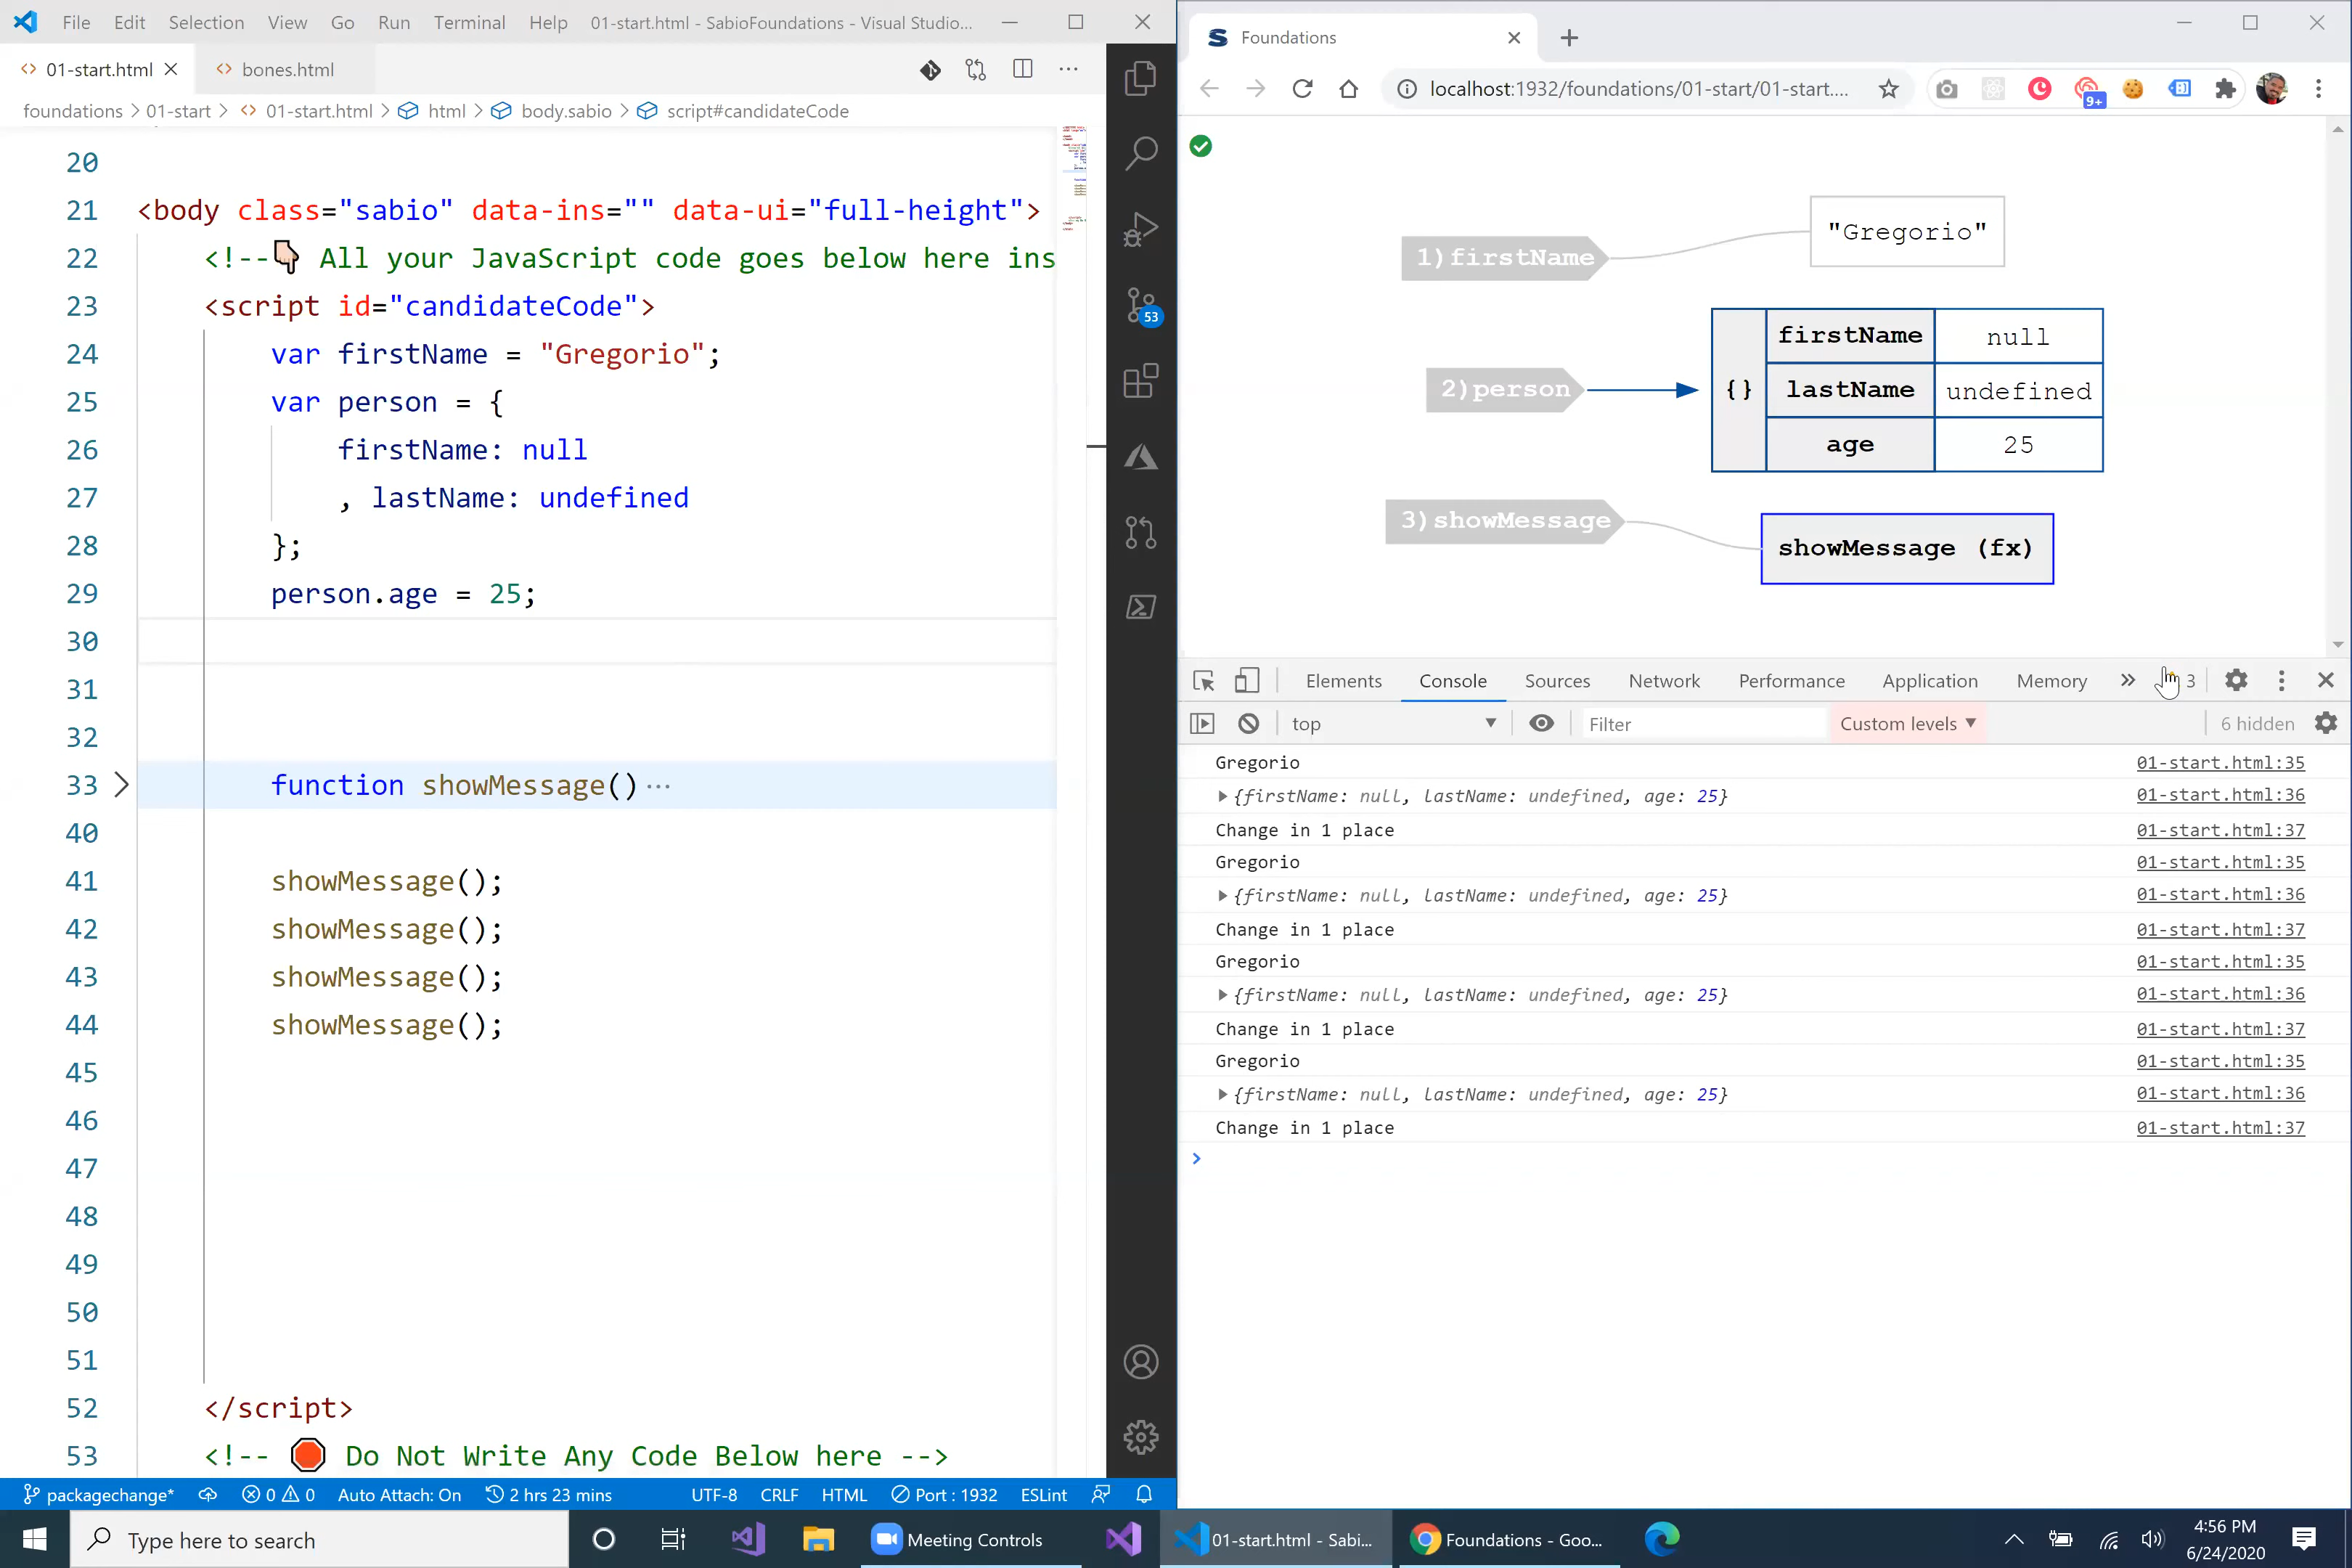 File Edit Selection View Go Run Terminal Help 01-start.html - SabioFoundations - Visual Studio...
01-start.html bones.html
foundations > 01-start > 01-start.html > html > body.sabio > script#candidateCode
20
21 <body class="sabio" data-ins="" data-ui="full-height">
22 <!--👇 All your JavaScript code goes below here ins
23 <script id="candidateCode">
24 var firstName = "Gregorio";
25 var person = {
26 firstName: null
27 , lastName: undefined
28 };
29 person.age = 25;
30
31
32
33 function showMessage() ...
40
41 showMessage();
42 showMessage();
43 showMessage();
44 showMessage();
45
46
47
48
49
50
51
52 </script>
53 <!-- 🛑 Do Not Write Any Code Below here -->
53
packagechange* 0 0 Auto Attach: On 2 hrs 23 mins UTF-8 CRLF HTML Port : 1932 ESLint
Foundations
localhost:1932/foundations/01-start/01-start.... 9+
1)firstName "Gregorio"
2)person {} firstName null
lastName undefined
age 25
3)showMessage showMessage (fx)
Elements Console Sources Network Performance Application Memory » 3
top Filter Custom levels 6 hidden
Gregorio 01-start.html:35
{firstName: null, lastName: undefined, age: 25} 01-start.html:36
Change in 1 place 01-start.html:37
Gregorio 01-start.html:35
{firstName: null, lastName: undefined, age: 25} 01-start.html:36
Change in 1 place 01-start.html:37
Gregorio 01-start.html:35
{firstName: null, lastName: undefined, age: 25} 01-start.html:36
Change in 1 place 01-start.html:37
Gregorio 01-start.html:35
{firstName: null, lastName: undefined, age: 25} 01-start.html:36
Change in 1 place 01-start.html:37
>
Type here to search Meeting Controls 01-start.html - Sabi... Foundations - Goo... 4:56 PM
6/24/2020